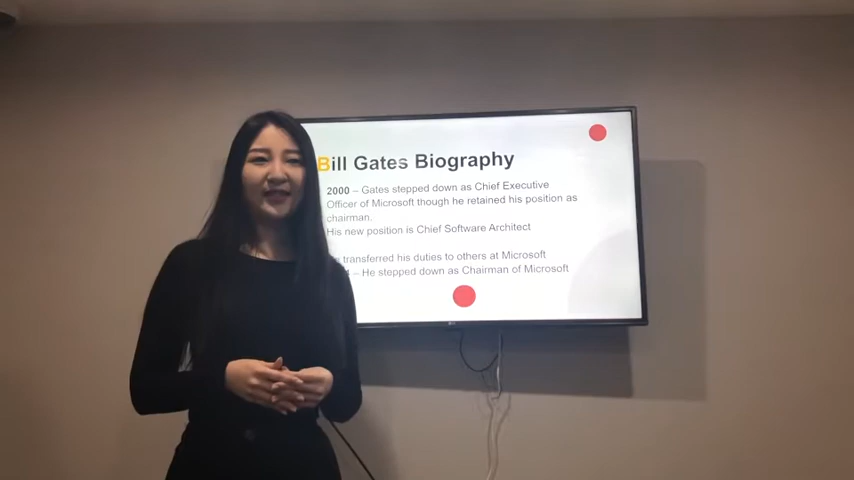 Bill Gates Biography
2000 – Gates stepped down as Chief Executive
Officer of Microsoft though he retained his position as
chairman.
His new position is Chief Software Architect
transferred his duties to others at Microsoft
– He stepped down as Chairman of Microsoft
LG